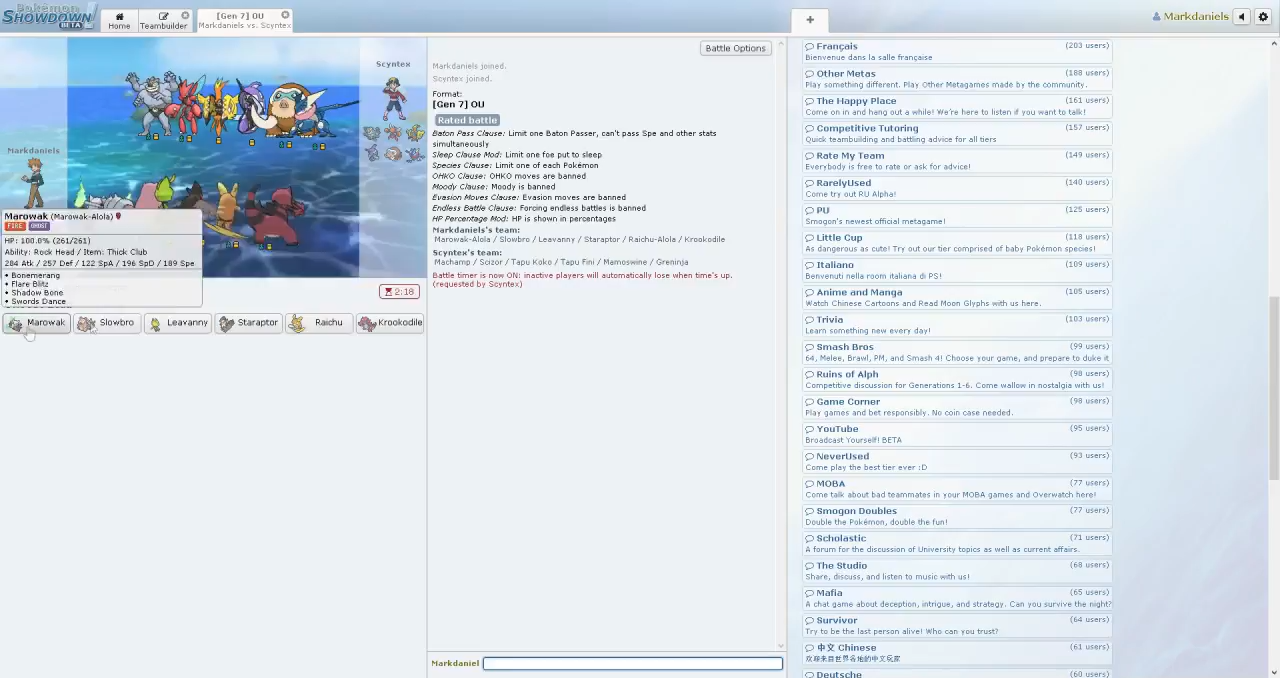 Pokémon
SHOWDOWN
BETA
Home
Teambuilder
[Gen 7] OU
Markdaniels vs. Scyntex
+
Markdaniels
Scyntex
Markdaniels
Marowak (Marowak-Alola)
FIRE GHOST
HP: 100.0% (261/261)
Ability: Rock Head / Item: Thick Club
284 Atk / 257 Def / 122 SpA / 196 SpD / 189 Spe
• Bonemerang
• Flare Blitz
• Shadow Bone
• Swords Dance
2:18
Marowak
Slowbro
Leavanny
Staraptor
Raichu
Krookodile
Battle Options
Markdaniels joined.
Scyntex joined.
Format:
[Gen 7] OU
Rated battle
Baton Pass Clause: Limit one Baton Passer, can't pass Spe and other stats
simultaneously
Sleep Clause Mod: Limit one foe put to sleep
Species Clause: Limit one of each Pokémon
OHKO Clause: OHKO moves are banned
Moody Clause: Moody is banned
Evasion Moves Clause: Evasion moves are banned
Endless Battle Clause: Forcing endless battles is banned
HP Percentage Mod: HP is shown in percentages
Markdaniels's team:
Marowak-Alola / Slowbro / Leavanny / Staraptor / Raichu-Alola / Krookodile
Scyntex's team:
Machamp / Scizor / Tapu Koko / Tapu Fini / Mamoswine / Greninja
Battle timer is now ON: inactive players will automatically lose when time's up.
(requested by Scyntex)
Markdaniel
Français (203 users)
Bienvenue dans la salle française
Other Metas (188 users)
Play something different. Play Other Metagames made by the community.
The Happy Place (161 users)
Come on in and hang out a while! We're here to listen if you want to talk!
Competitive Tutoring (157 users)
Quick teambuilding and battling advice for all tiers
Rate My Team (149 users)
Everybody is free to rate or ask for advice!
RarelyUsed (140 users)
Come try out RU Alpha!
PU (125 users)
Smogon's newest official metagame!
Little Cup (118 users)
As dangerous as cute! Try out our tier comprised of baby Pokémon species!
Italiano (109 users)
Benvenuti nella room italiana di PS!
Anime and Manga (105 users)
Watch Chinese Cartoons and Read Moon Glyphs with us here.
Trivia (103 users)
Learn something new every day!
Smash Bros (99 users)
64, Melee, Brawl, PM, and Smash 4! Choose your game, and prepare to duke it
Ruins of Alph (98 users)
Competitive discussion for Generations 1-6. Come wallow in nostalgia with us!
Game Corner (98 users)
Play games and bet responsibly. No coin case needed.
YouTube (95 users)
Broadcast Yourself! BETA
NeverUsed (93 users)
Come play the best tier ever :D
MOBA (77 users)
Come talk about bad teammates in your MOBA games and Overwatch here!
Smogon Doubles (77 users)
Double the Pokémon, double the fun!
Scholastic (71 users)
A forum for the discussion of University topics as well as current affairs.
The Studio (68 users)
Share, discuss, and listen to music with us!
Mafia (65 users)
A chat game about deception, intrigue, and strategy. Can you survive the night?
Survivor (64 users)
Try to be the last person alive! Who can you trust?
中文 Chinese (61 users)
欢迎来自世界各地的中文玩家
Deutsche (60 users)